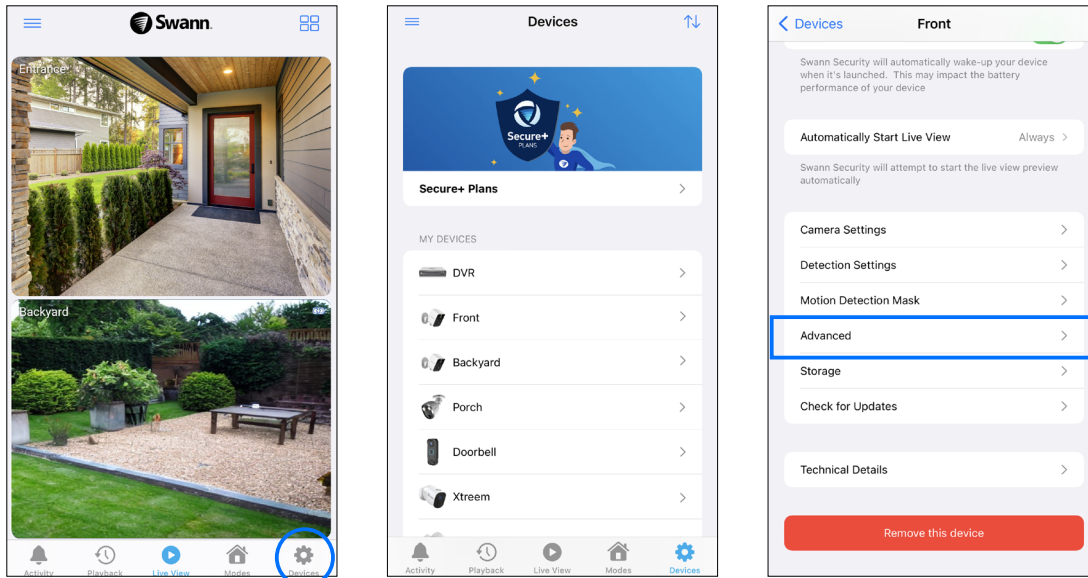 Swann.
Entrance
Backyard
Activity
Playback
Live View
Modes
Devices
Devices
Secure+
PLANS
Secure+ Plans
MY DEVICES
DVR
Front
Backyard
Porch
Doorbell
Xtreem
Activity
Playback
Live View
Modes
Devices
Devices
Front
Swann Security will automatically wake-up your device
when it's launched. This may impact the battery
performance of your device
Automatically Start Live View Always
Swann Security will attempt to start the live view preview
automatically
Camera Settings
Detection Settings
Motion Detection Mask
Advanced
Storage
Check for Updates
Technical Details
Remove this device